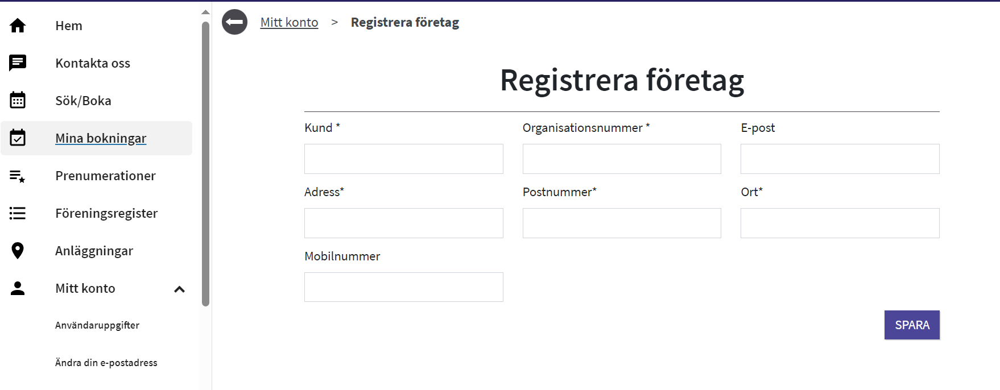 Hem
Kontakta oss
Sök/Boka
Mina bokningar
Prenumerationer
Föreningsregister
Anläggningar
Mitt konto
Användaruppgifter
Ändra din e-postadress
Mitt konto > Registrera företag
Registrera företag
Kund * Organisationsnummer * E-post
Adress* Postnummer* Ort*
Mobilnummer
SPARA